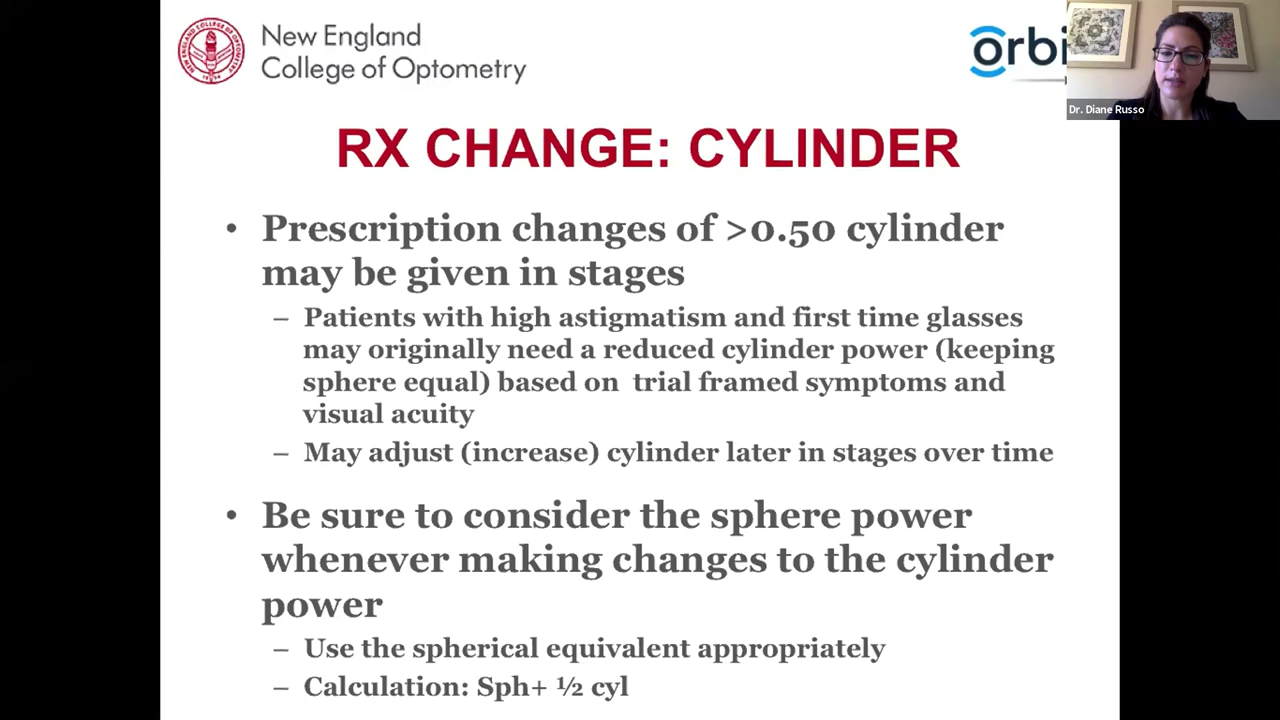 New England
College of Optometry
orbi
Dr. Diane Russo
RX CHANGE: CYLINDER
• Prescription changes of >0.50 cylinder
may be given in stages
– Patients with high astigmatism and first time glasses
may originally need a reduced cylinder power (keeping
sphere equal) based on  trial framed symptoms and
visual acuity
– May adjust (increase) cylinder later in stages over time
• Be sure to consider the sphere power
whenever making changes to the cylinder
power
– Use the spherical equivalent appropriately
– Calculation: Sph+ ½ cyl